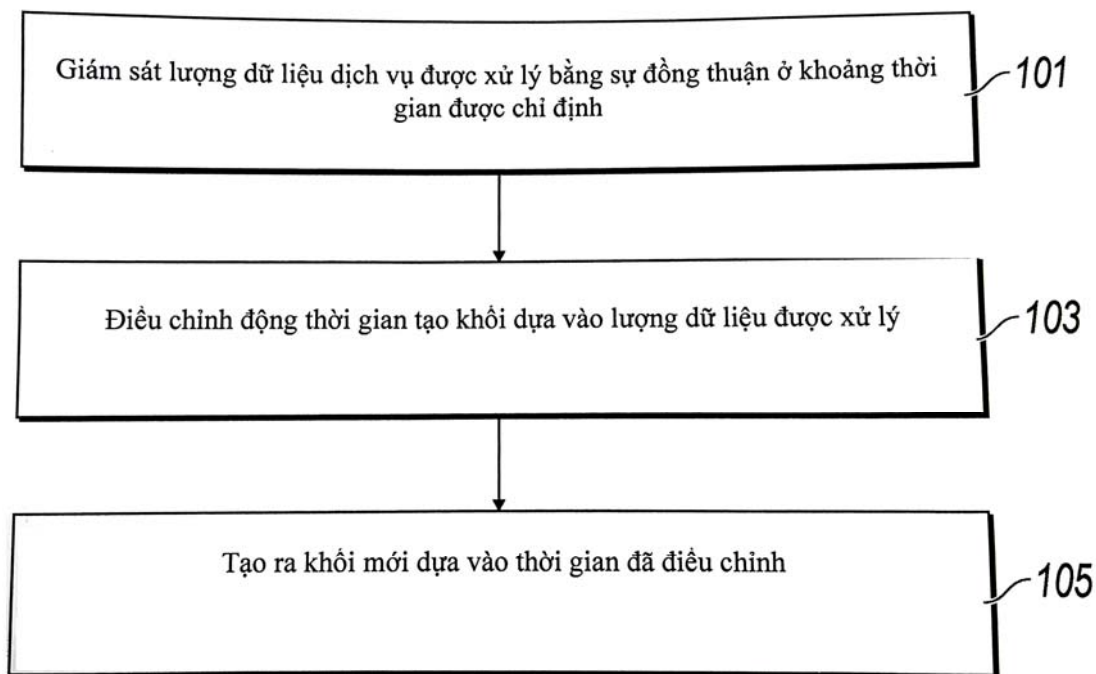 Giám sát lượng dữ liệu dịch vụ được xử lý bằng sự đồng thuận ở khoảng thời
gian được chỉ định
101
Điều chỉnh động thời gian tạo khối dựa vào lượng dữ liệu được xử lý
103
Tạo ra khối mới dựa vào thời gian đã điều chỉnh
105